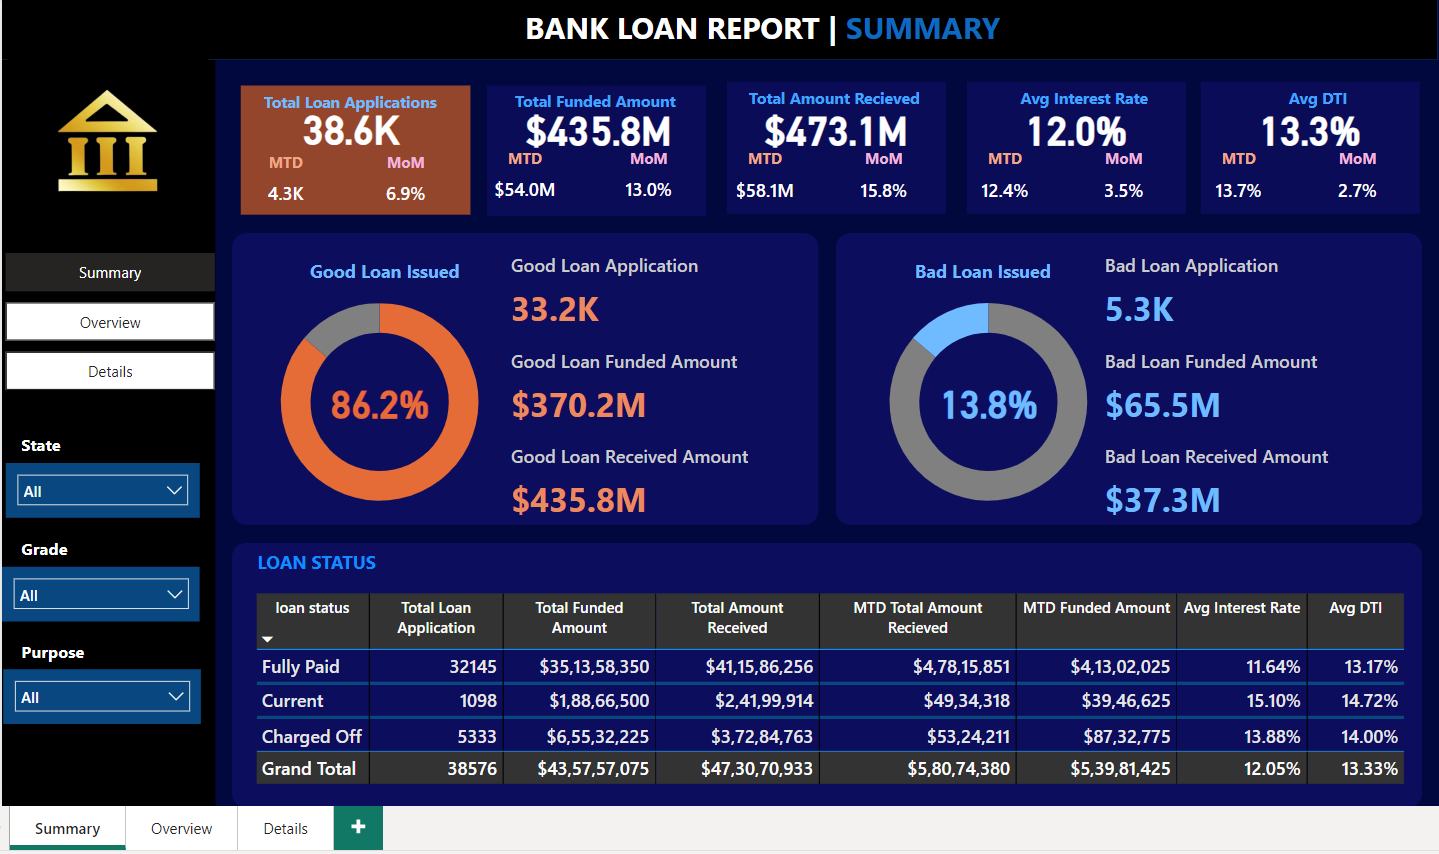 BANK LOAN REPORT | SUMMARY
Total Loan Applications
38.6K
MTD MoM
4.3K 6.9%
Total Funded Amount
$435.8M
MTD MoM
$54.0M 13.0%
Total Amount Recieved
$473.1M
MTD MoM
$58.1M 15.8%
Avg Interest Rate
12.0%
MTD MoM
12.4% 3.5%
Avg DTI
13.3%
MTD MoM
13.7% 2.7%
Summary
Overview
Details
State
All
Grade
All
Purpose
All
Good Loan Issued
86.2%
Good Loan Application
33.2K
Good Loan Funded Amount
$370.2M
Good Loan Received Amount
$435.8M
Bad Loan Issued
13.8%
Bad Loan Application
5.3K
Bad Loan Funded Amount
$65.5M
Bad Loan Received Amount
$37.3M
LOAN STATUS
loan status Total Loan Total Funded Total Amount MTD Total Amount MTD Funded Amount Avg Interest Rate Avg DTI
Application Amount Received Recieved
Fully Paid 32145 $35,13,58,350 $41,15,86,256 $4,78,15,851 $4,13,02,025 11.64% 13.17%
Current 1098 $1,88,66,500 $2,41,99,914 $49,34,318 $39,46,625 15.10% 14.72%
Charged Off 5333 $6,55,32,225 $3,72,84,763 $53,24,211 $87,32,775 13.88% 14.00%
Grand Total 38576 $43,57,57,075 $47,30,70,933 $5,80,74,380 $5,39,81,425 12.05% 13.33%
Summary Overview Details +